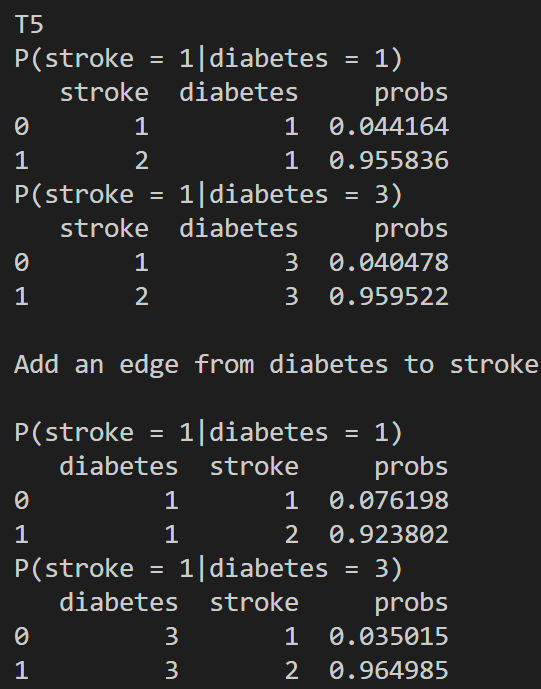 T5
P(stroke = 1|diabetes = 1)
   stroke  diabetes     probs
0       1         1  0.044164
1       2         1  0.955836
P(stroke = 1|diabetes = 3)
   stroke  diabetes     probs
0       1         3  0.040478
1       2         3  0.959522

Add an edge from diabetes to stroke

P(stroke = 1|diabetes = 1)
   diabetes  stroke     probs
0         1       1  0.076198
1         1       2  0.923802
P(stroke = 1|diabetes = 3)
   diabetes  stroke     probs
0         3       1  0.035015
1         3       2  0.964985